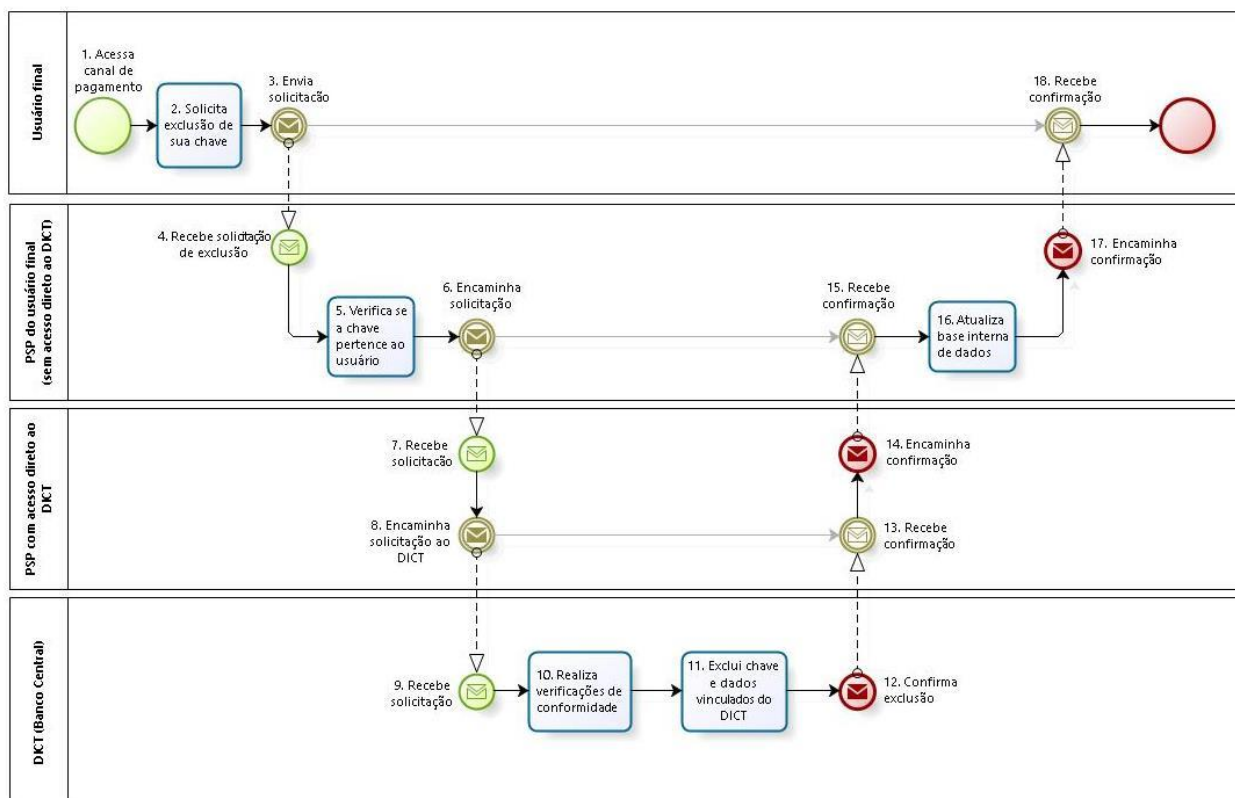 Usuário final
1. Acessa
canal de
pagamento
2. Solicita
exclusão de
sua chave
3. Envia
solicitacão
18. Recebe
confirmação
PSP do usuário final
(sem acesso direto ao DICT)
4. Recebe solicitação
de exclusão
5. Verifica se
a chave
pertence ao
usuário
6. Encaminha
solicitação
15. Recebe
confirmação
16. Atualiza
base interna
de dados
17. Encaminha
confirmação
PSP com acesso direto ao
DICT
7. Recebe
solicitacão
8. Encaminha
solicitação ao
DICT
14. Encaminha
confirmação
13. Recebe
confirmação
DICT (Banco Central)
9. Recebe
solicitação
10. Realiza
verificações de
conformidade
11. Exclui chave
e dados
vinculados do
DICT
12. Confirma
exclusão